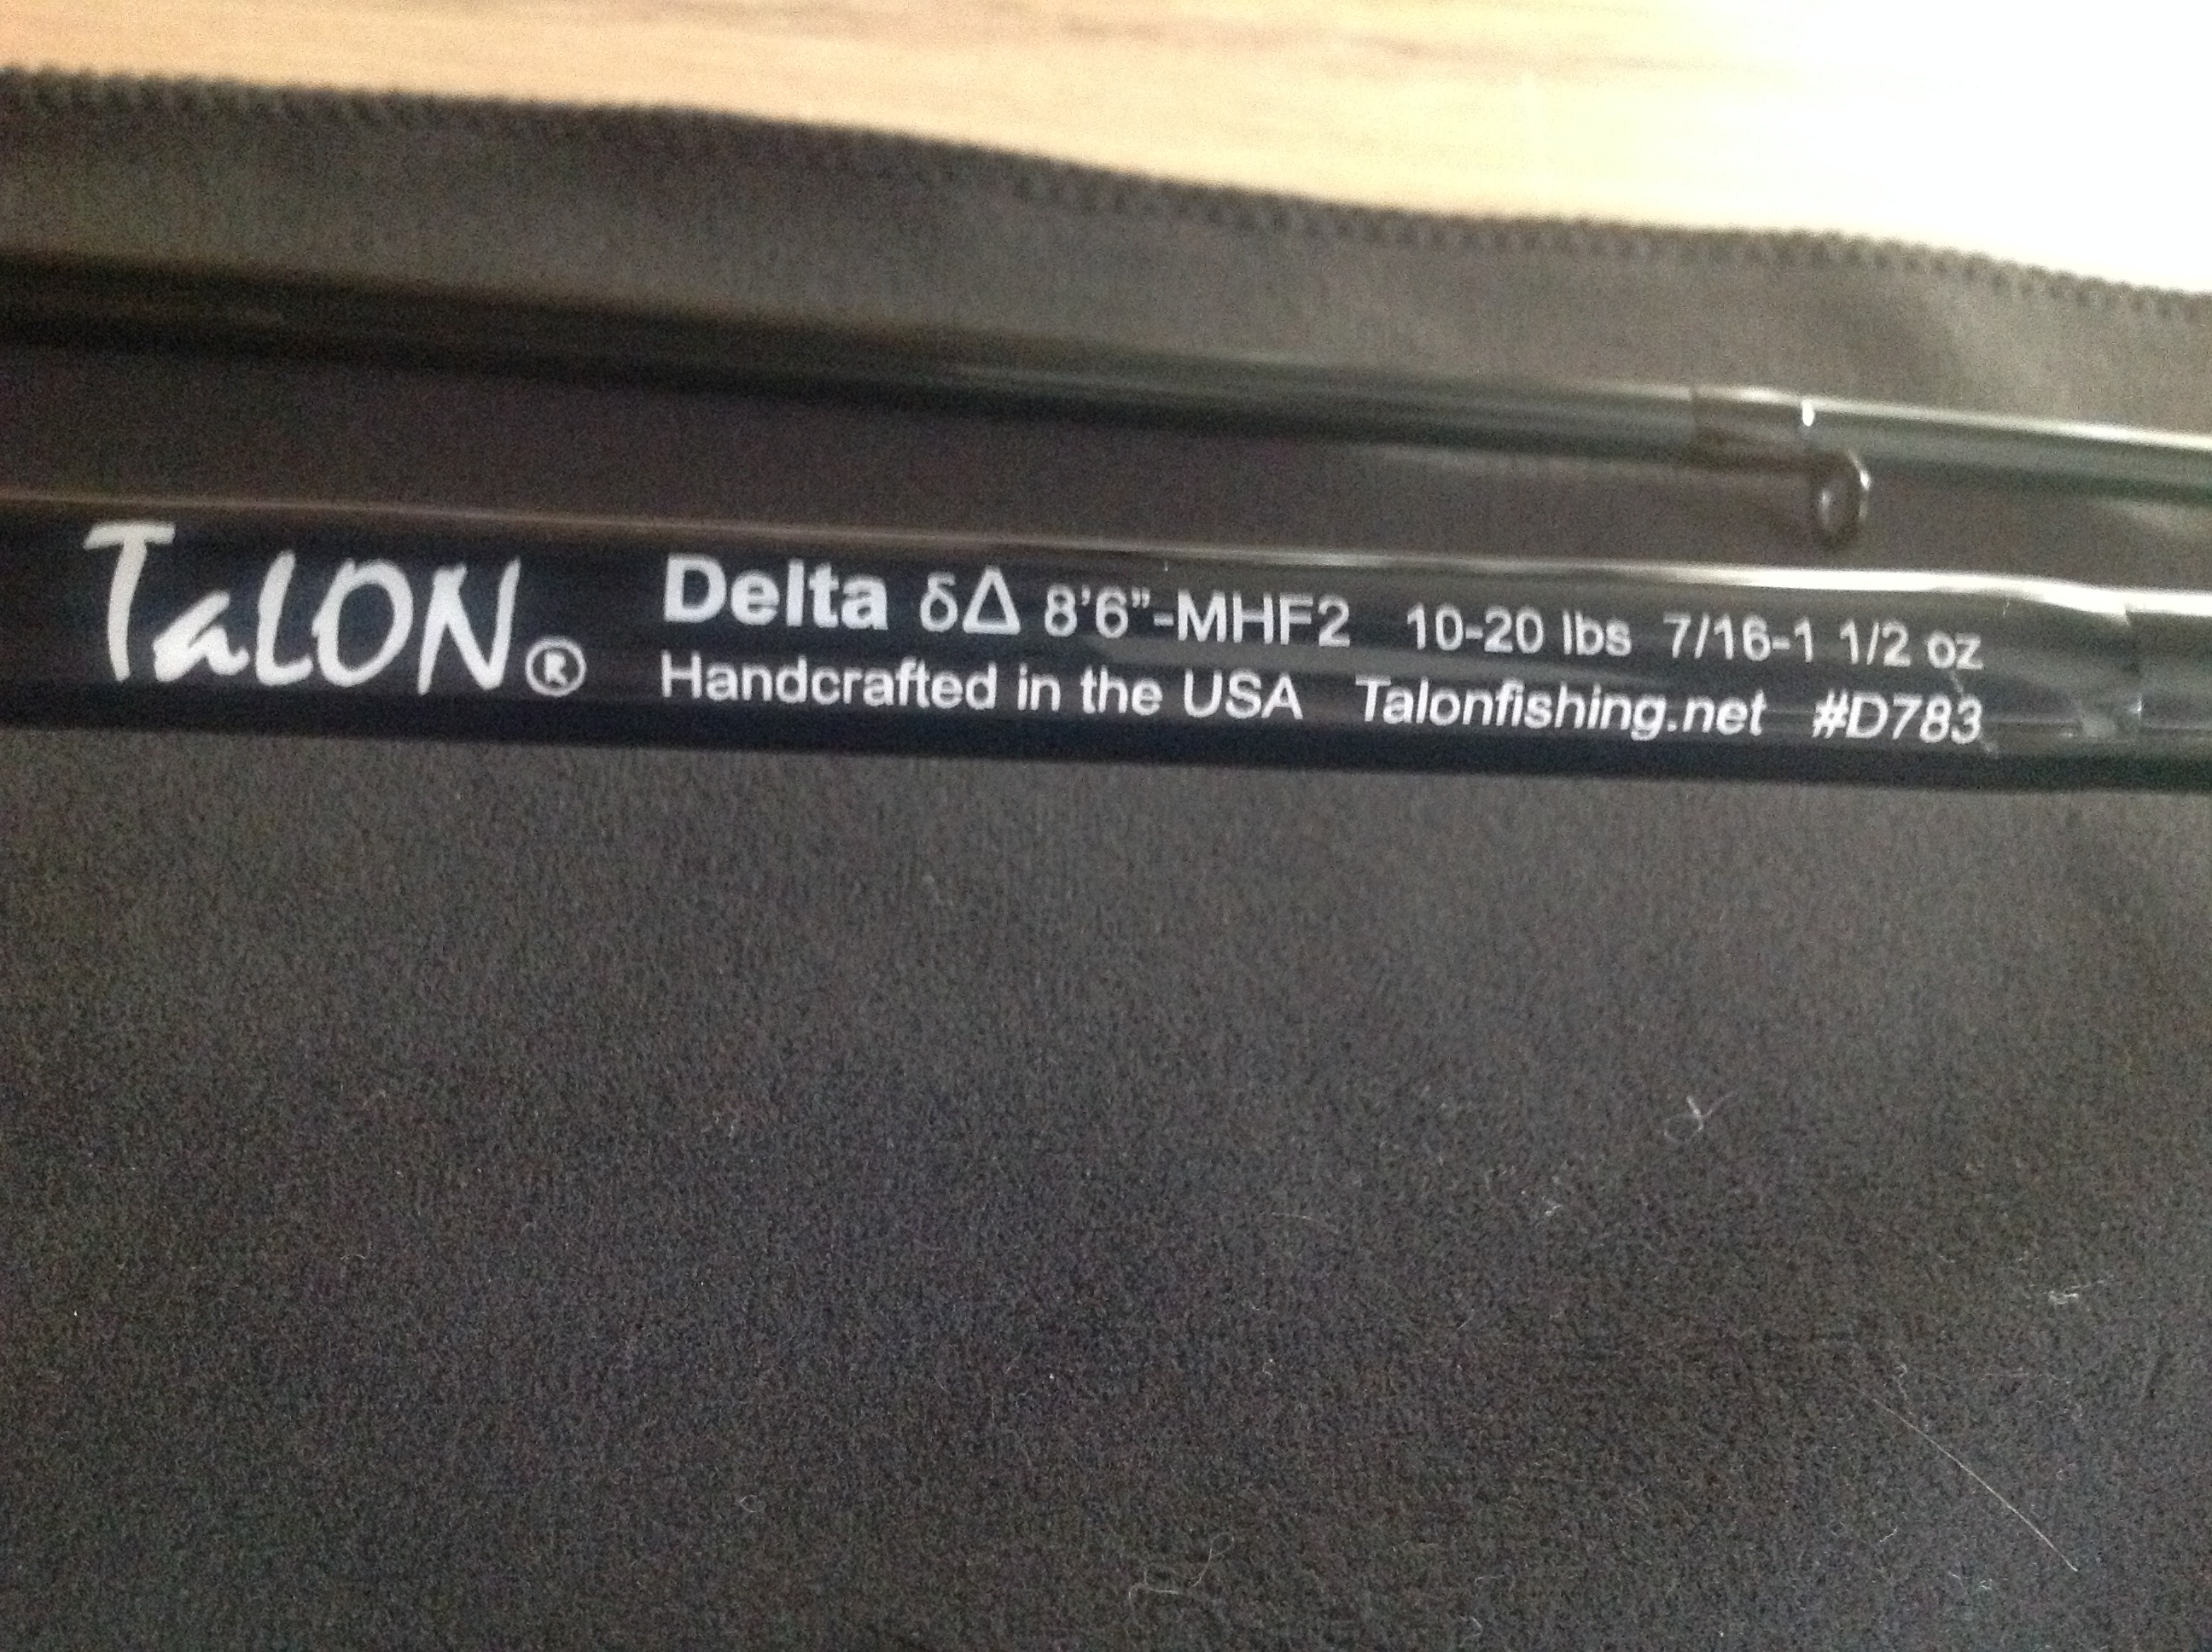 TaLON® Delta δΔ 8'6"-MHF2 10-20 lbs 7/16-1 1/2 oz
Handcrafted in the USA Talonfishing.net #D783